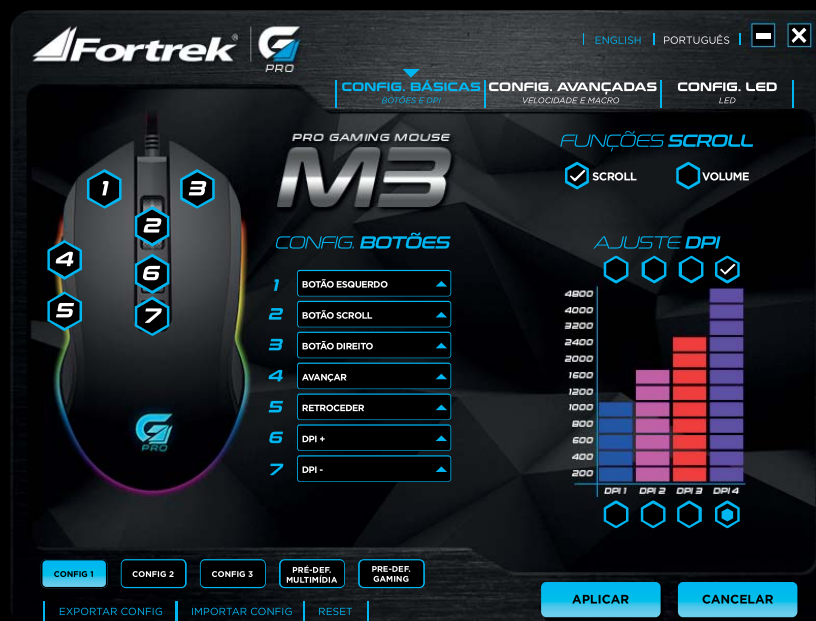 Fortrek®
G PRO
ENGLISH | PORTUGUÊS
CONFIG. BÁSICAS
BOTÕES E DPI
CONFIG. AVANÇADAS
VELOCIDADE E MACRO
CONFIG. LED
LED
PRO GAMING MOUSE
M3
FUNÇÕES SCROLL
SCROLL
VOLUME
1
2
3
4
5
6
7
G PRO
CONFIG. BOTÕES
1 BOTÃO ESQUERDO
2 BOTÃO SCROLL
3 BOTÃO DIREITO
4 AVANÇAR
5 RETROCEDER
6 DPI +
7 DPI -
AJUSTE DPI
4800
4000
3200
2400
2000
1600
1200
1000
800
600
400
200
DPI 1 DPI 2 DPI 3 DPI 4
CONFIG 1
CONFIG 2
CONFIG 3
PRÉ-DEF.
MULTIMÍDIA
PRE-DEF.
GAMING
EXPORTAR CONFIG
IMPORTAR CONFIG
RESET
APLICAR
CANCELAR